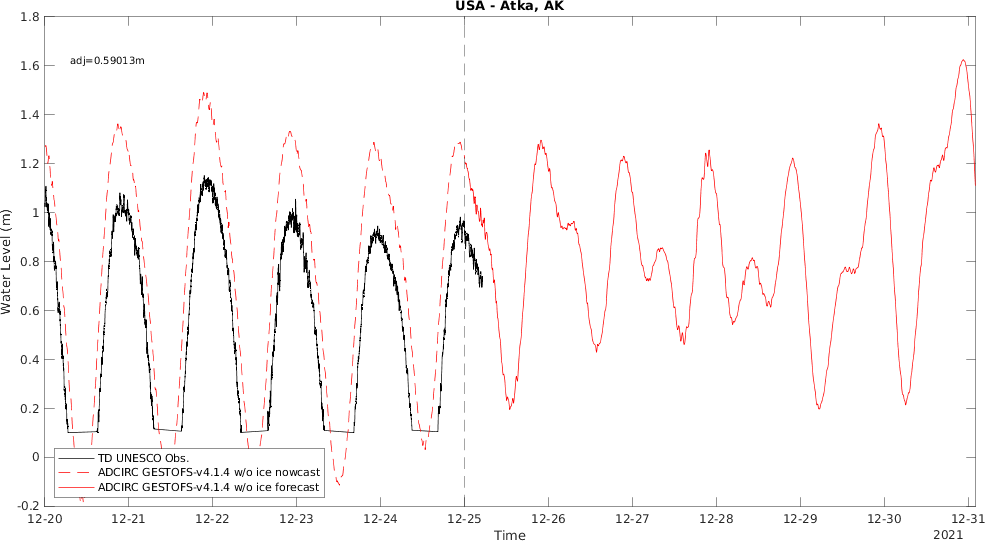 USA - Atka, AK
1.8
1.6
1.4
1.2
1
0.8
0.6
0.4
0.2
0
-0.2
Water Level (m)
adj=0.59013m
TD UNESCO Obs.
ADCIRC GESTOFS-v4.1.4 w/o ice nowcast
ADCIRC GESTOFS-v4.1.4 w/o ice forecast
12-20 12-21 12-22 12-23 12-24 12-25 12-26 12-27 12-28 12-29 12-30 12-31
Time
2021